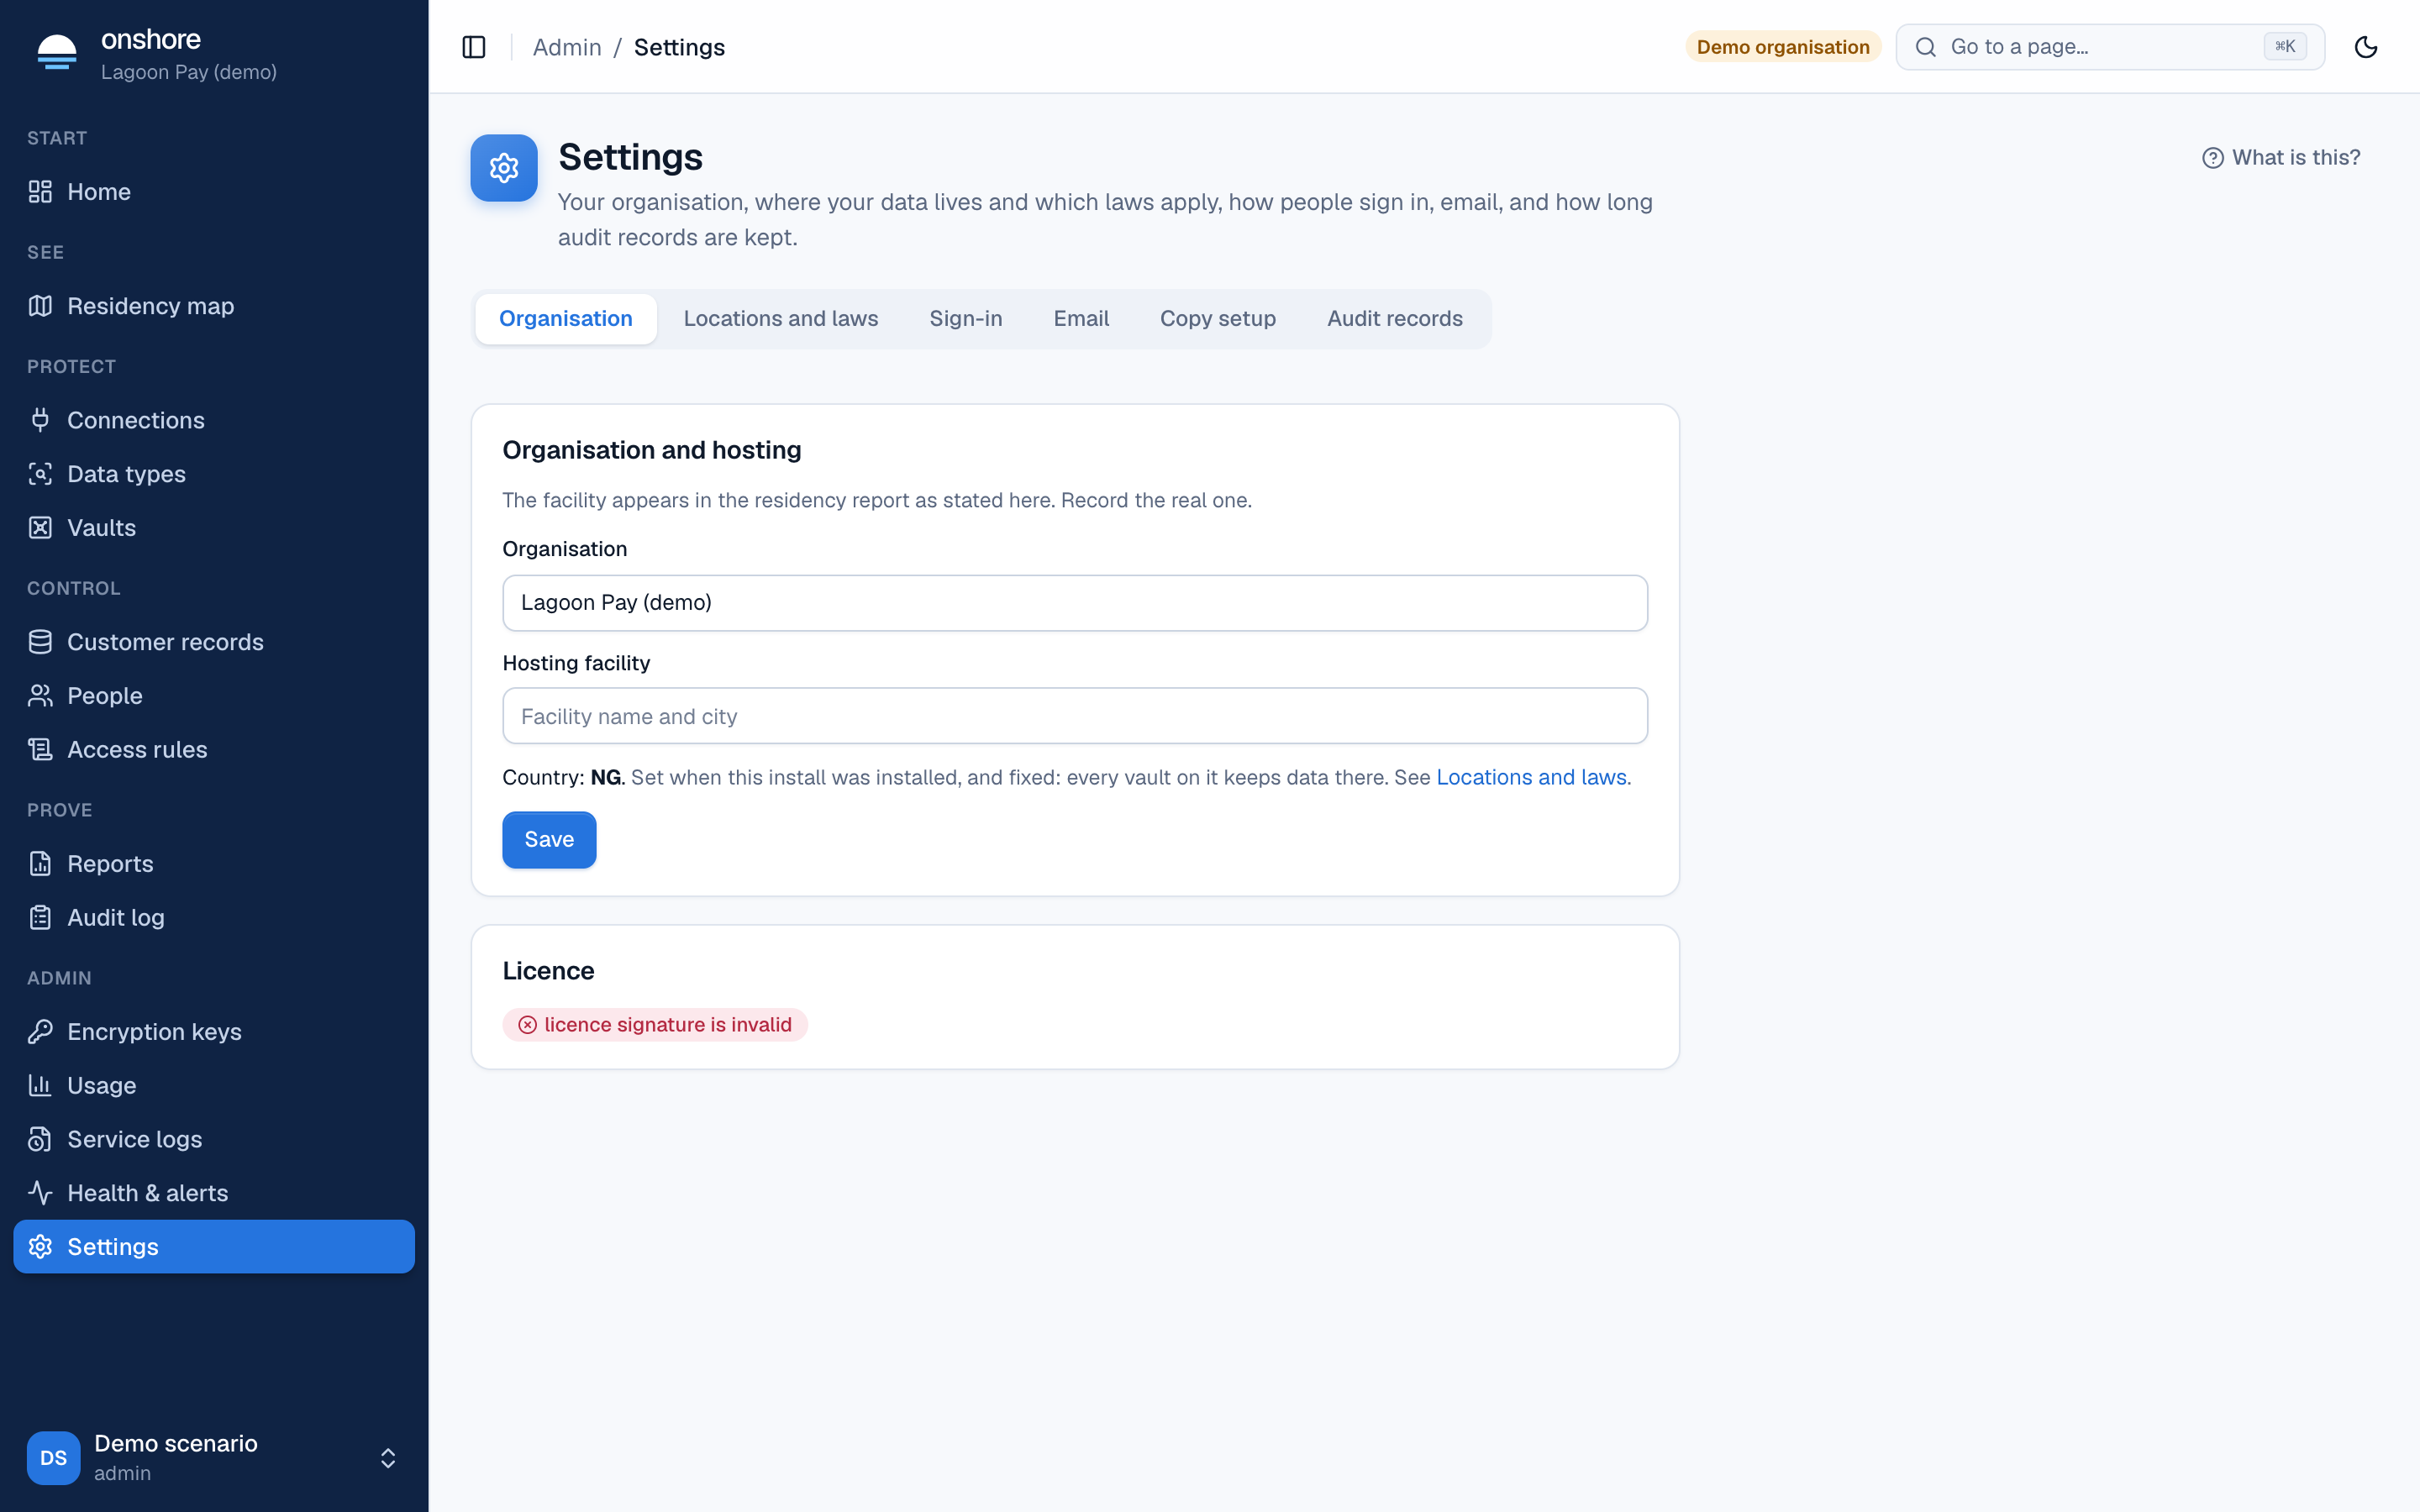 onshore
Lagoon Pay (demo)
START
Home
SEE
Residency map
PROTECT
Connections
Data types
Vaults
CONTROL
Customer records
People
Access rules
PROVE
Reports
Audit log
ADMIN
Encryption keys
Usage
Service logs
Health & alerts
Settings
DS
Demo scenario
admin
Admin / Settings
Demo organisation
Go to a page...
⌘K
Settings
What is this?
Your organisation, where your data lives and which laws apply, how people sign in, email, and how long
audit records are kept.
Organisation
Locations and laws
Sign-in
Email
Copy setup
Audit records
Organisation and hosting
The facility appears in the residency report as stated here. Record the real one.
Organisation
Lagoon Pay (demo)
Hosting facility
Facility name and city
Country: NG. Set when this install was installed, and fixed: every vault on it keeps data there. See Locations and laws.
Save
Licence
licence signature is invalid